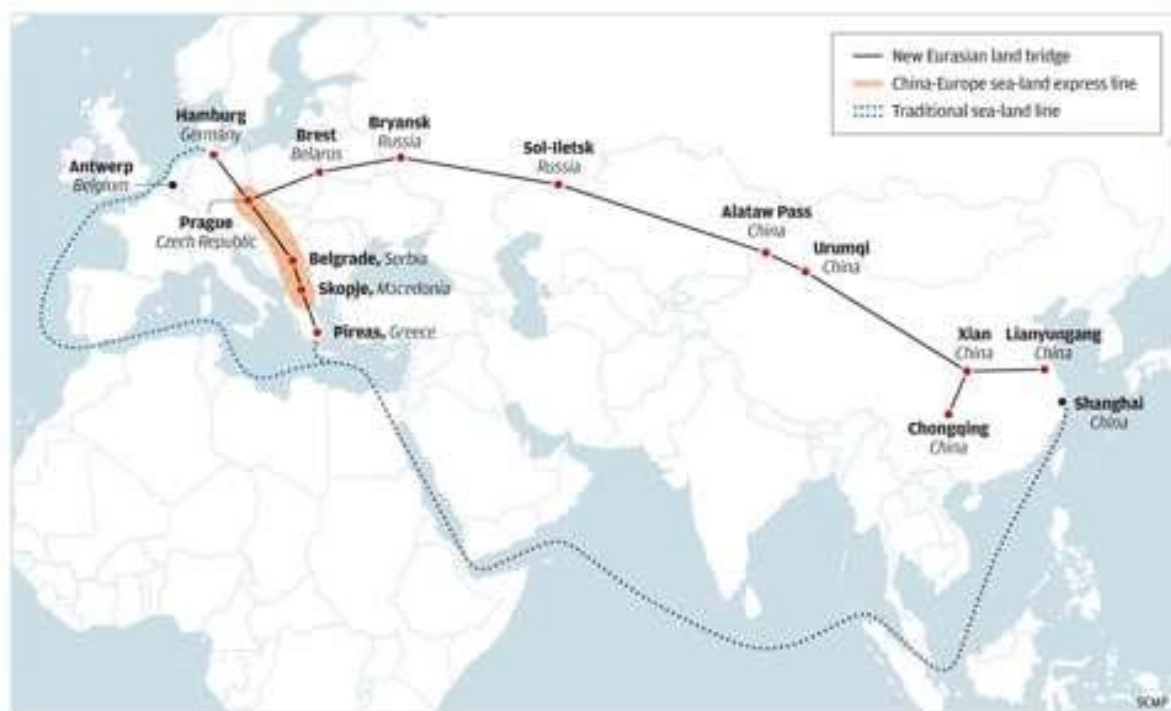 New Eurasian land bridge
China-Europe sea-land express line
Traditional sea-land line
Hamburg
Germany
Antwerp
Belgium
Brest
Belarus
Bryansk
Russia
Sol-Iletsk
Russia
Prague
Czech Republic
Belgrade, Serbia
Skopje, Macedonia
Pireas, Greece
Alataw Pass
China
Urumqi
China
Xian
China
Lianyungang
China
Chongqing
China
Shanghai
China
SCMP